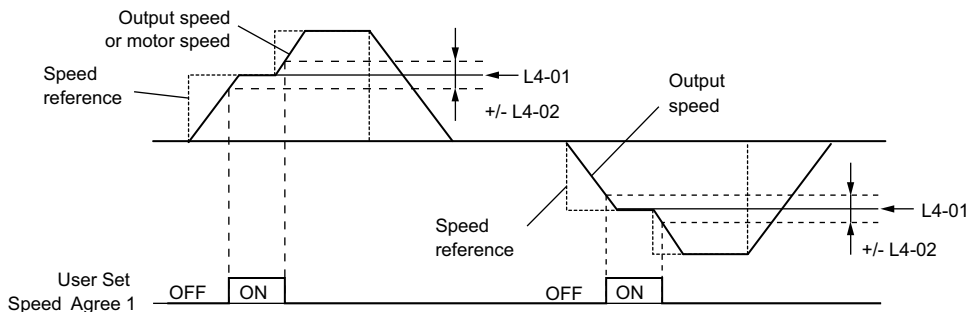 Output speed
or motor speed
Speed
reference
L4-01
+/- L4-02
Output
speed
Speed
reference
L4-01
+/- L4-02
User Set
Speed Agree 1
OFF
ON
OFF
ON